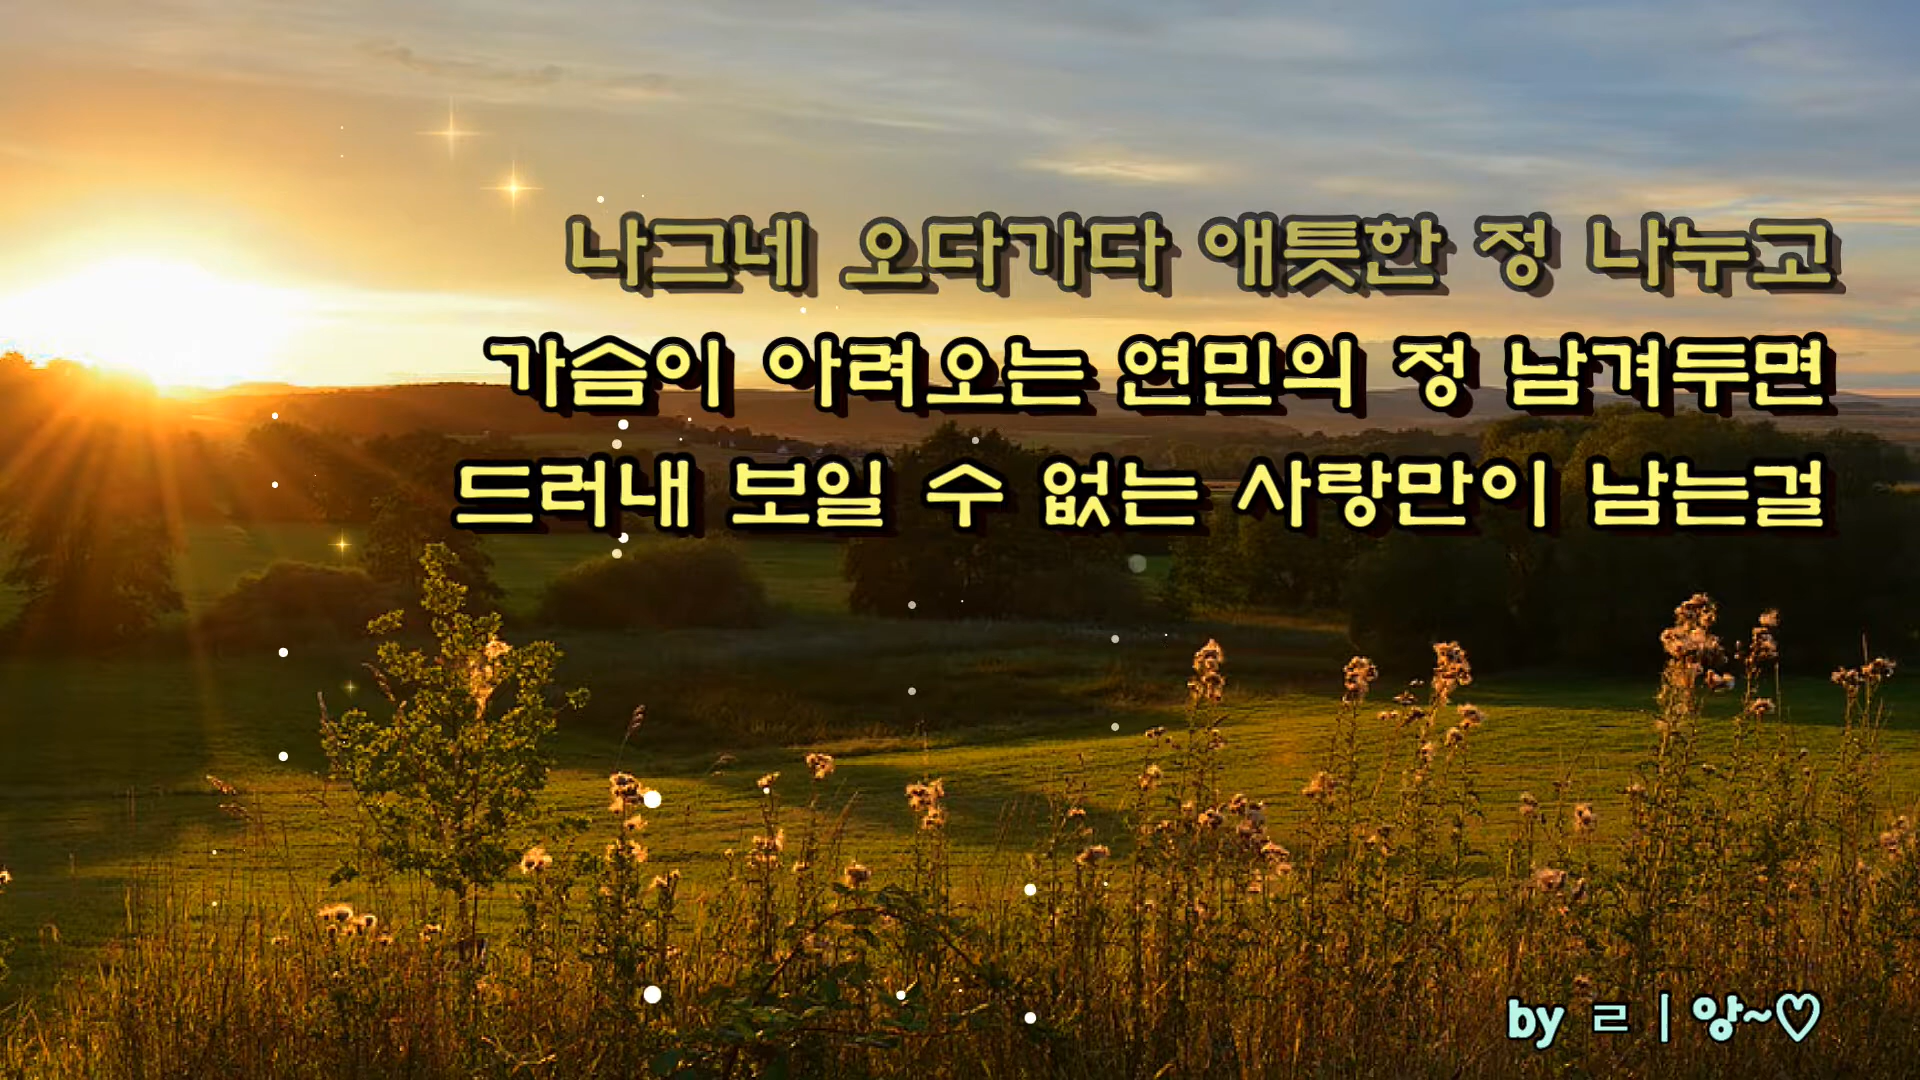 나그네 오다가다 애틋한 정 나누고
가슴이 아려오는 연민의 정 남겨두면
드러내 보일 수 없는 사랑만이 남는걸
by ㄹㅣ앙~♡